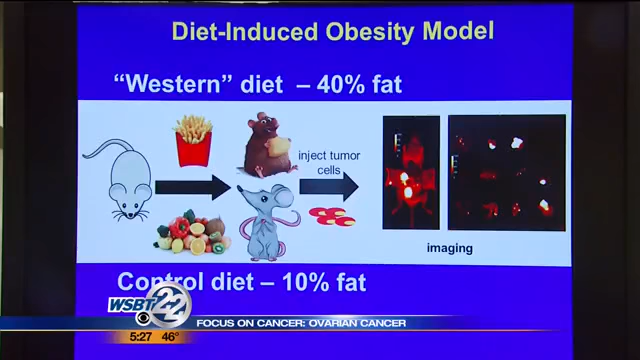 Diet-Induced Obesity Model
“Western” diet – 40% fat
inject tumor
cells
imaging
Control diet – 10% fat
WSBT 22
FOCUS ON CANCER: OVARIAN CANCER
5:27 46°